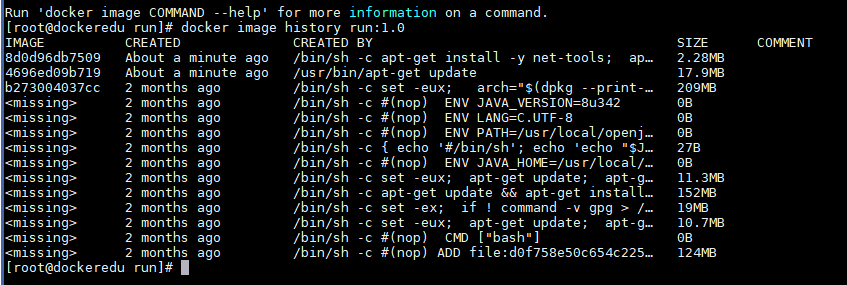 Run 'docker image COMMAND --help' for more information on a command.
[root@dockeredu run]# docker image history run:1.0
IMAGE          CREATED              CREATED BY                                      SIZE      COMMENT
8d0d96db7509   About a minute ago   /bin/sh -c apt-get install -y net-tools;  ap…   2.28MB
4696ed09b719   About a minute ago   /usr/bin/apt-get update                         17.9MB
b273004037cc   2 months ago         /bin/sh -c set -eux;   arch="$(dpkg --print-…   209MB
<missing>      2 months ago         /bin/sh -c #(nop)  ENV JAVA_VERSION=8u342       0B
<missing>      2 months ago         /bin/sh -c #(nop)  ENV LANG=C.UTF-8             0B
<missing>      2 months ago         /bin/sh -c #(nop)  ENV PATH=/usr/local/openj…   0B
<missing>      2 months ago         /bin/sh -c { echo '#/bin/sh'; echo 'echo "$J…   27B
<missing>      2 months ago         /bin/sh -c #(nop)  ENV JAVA_HOME=/usr/local/…   0B
<missing>      2 months ago         /bin/sh -c set -eux;  apt-get update;  apt-g…   11.3MB
<missing>      2 months ago         /bin/sh -c apt-get update && apt-get install…   152MB
<missing>      2 months ago         /bin/sh -c set -ex;  if ! command -v gpg > /…   19MB
<missing>      2 months ago         /bin/sh -c set -eux;  apt-get update;  apt-g…   10.7MB
<missing>      2 months ago         /bin/sh -c #(nop)  CMD ["bash"]                 0B
<missing>      2 months ago         /bin/sh -c #(nop) ADD file:d0f758e50c654c225…   124MB
[root@dockeredu run]#